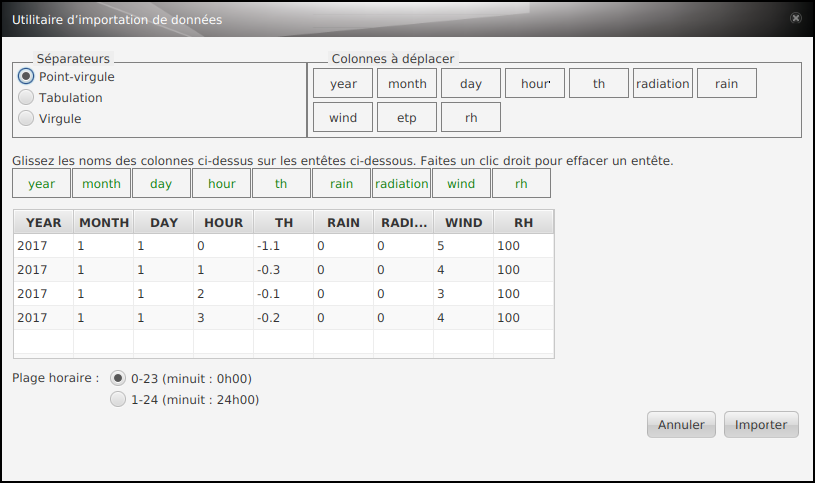 Utilitaire d'importation de données
Séparateurs
Point-virgule
Tabulation
Virgule
Colonnes à déplacer
year month day hour th radiation rain
wind etp rh
Glissez les noms des colonnes ci-dessus sur les entêtes ci-dessous. Faites un clic droit pour effacer un entête.
year month day hour th rain radiation wind rh
YEAR MONTH DAY HOUR TH RAIN RADI... WIND RH
2017 1 1 0 -1.1 0 0 5 100
2017 1 1 1 -0.3 0 0 4 100
2017 1 1 2 -0.1 0 0 3 100
2017 1 1 3 -0.2 0 0 4 100
Plage horaire : 0-23 (minuit : 0h00)
1-24 (minuit : 24h00)
Annuler Importer